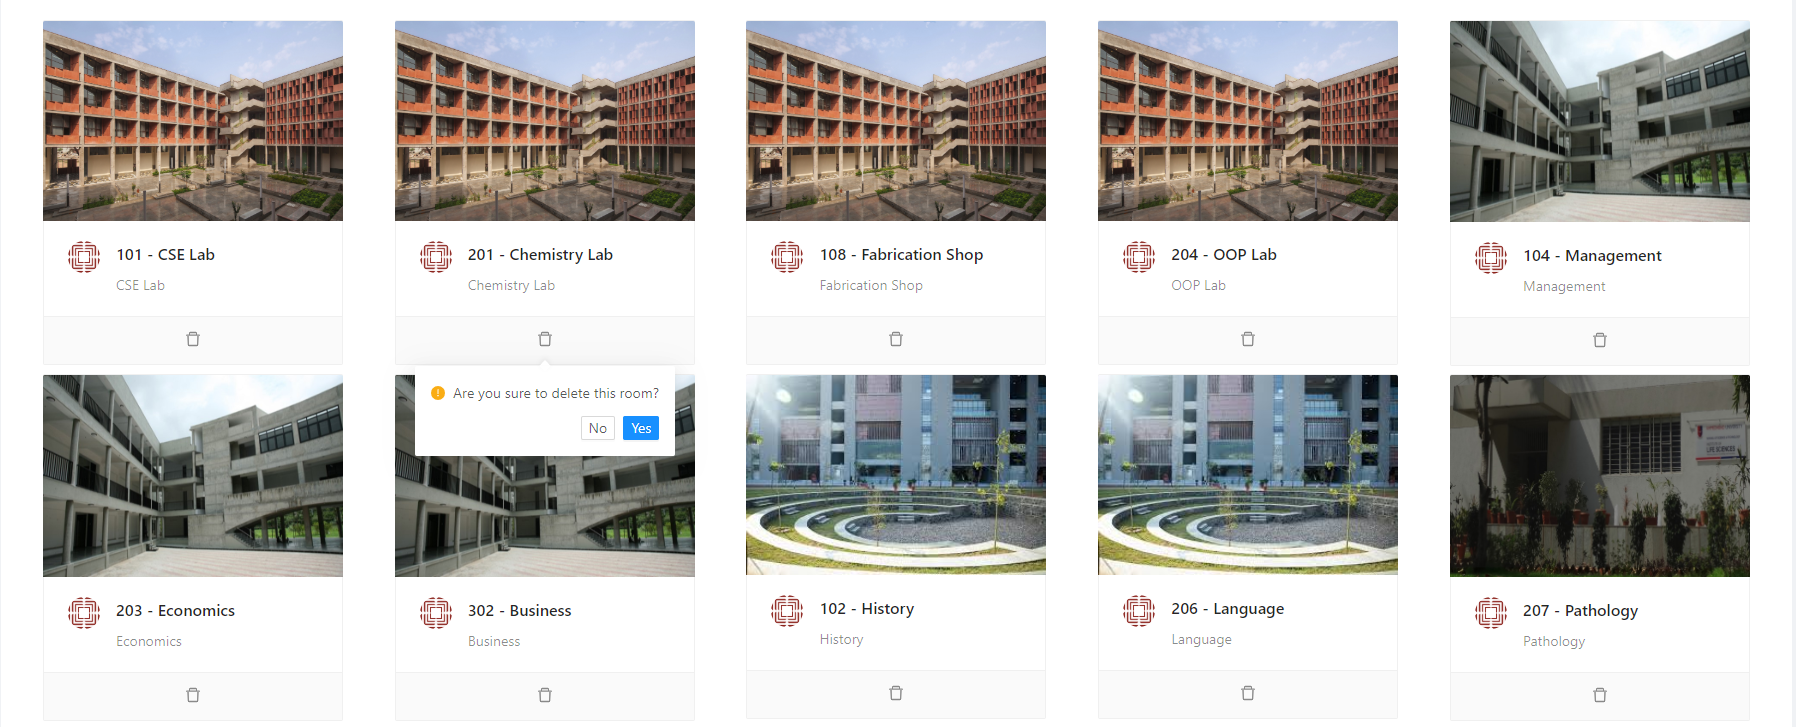 101 - CSE Lab
CSE Lab
201 - Chemistry Lab
Chemistry Lab
108 - Fabrication Shop
Fabrication Shop
204 - OOP Lab
OOP Lab
104 - Management
Management
Are you sure to delete this room?
No
Yes
203 - Economics
Economics
302 - Business
Business
102 - History
History
206 - Language
Language
LIFE SCIENCES
207 - Pathology
Pathology